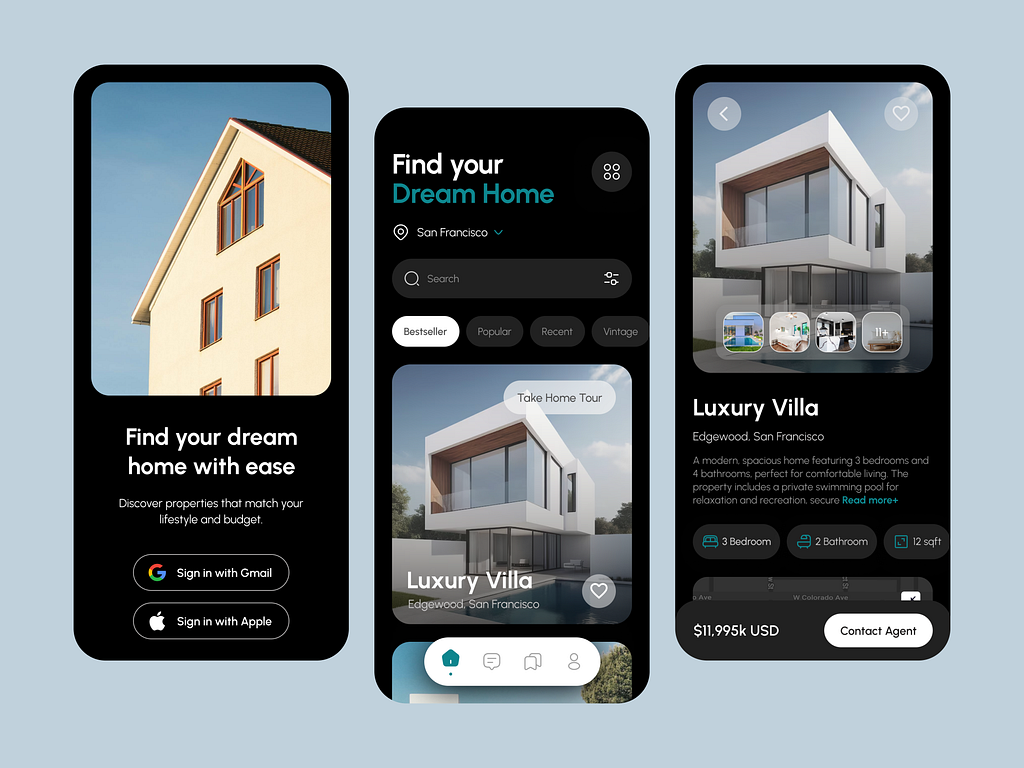 Find your dream
home with ease
Discover properties that match your
lifestyle and budget.
Sign in with Gmail
Sign in with Apple
Find your
Dream Home
San Francisco
Search
Bestseller
Popular
Recent
Vintage
Take Home Tour
Luxury Villa
Edgewood, San Francisco
11+
Luxury Villa
Edgewood, San Francisco
A modern, spacious home featuring 3 bedrooms and
4 bathrooms, perfect for comfortable living. The
property includes a private swimming pool for
relaxation and recreation, secure Read more+
3 Bedroom
2 Bathroom
12 sqft
o Ave
W Colorado Ave
$11,995k USD
Contact Agent